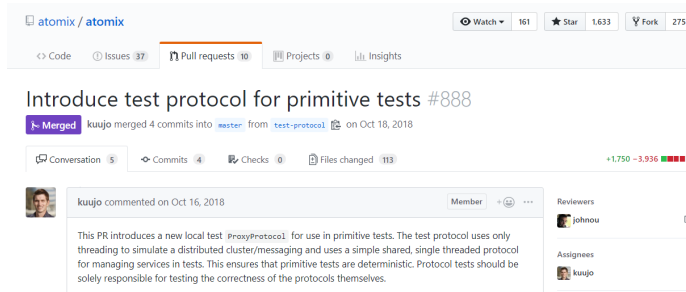 atomix / atomix
Watch 161 Star 1,633 Fork 275
Code Issues 37 Pull requests 10 Projects 0 Insights
Introduce test protocol for primitive tests #888
Merged kuujo merged 4 commits into master from test-protocol on Oct 18, 2018
Conversation 5 Commits 4 Checks 0 Files changed 113 +1,750 −3,936
kuujo commented on Oct 16, 2018 Member
Reviewers
johnou
Assignees
kuujo
This PR introduces a new local test ProxyProtocol for use in primitive tests. The test protocol uses only
threading to simulate a distributed cluster/messaging and uses a simple shared, single threaded protocol
for managing services in tests. This ensures that primitive tests are deterministic. Protocol tests should be
solely responsible for testing the correctness of the protocols themselves.